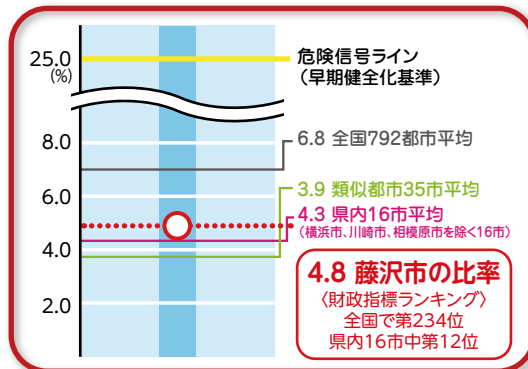 25.0
(%)
8.0
6.0
4.0
2.0
危険信号ライン
（早期健全化基準）
6.8 全国792都市平均
3.9 類似都市35市平均
4.3 県内16市平均
（横浜市、川崎市、相模原市を除く16市）
4.8 藤沢市の比率
〈財政指標ランキング〉
全国で第234位
県内16市中第12位